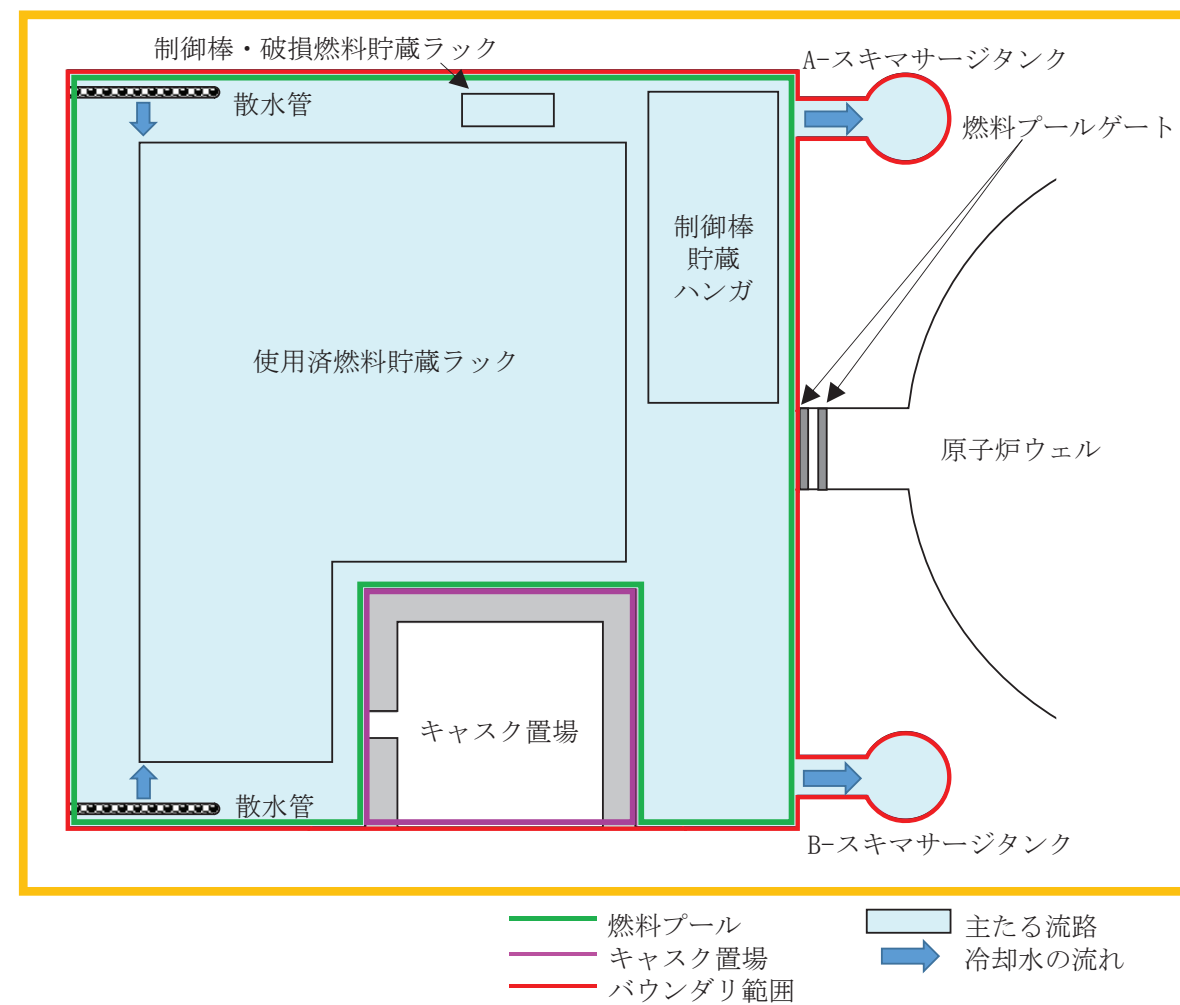 制御棒・破損燃料貯蔵ラック
A-スキマサージタンク
散水管
燃料プールゲート
制御棒
貯蔵
ハンガ
使用済燃料貯蔵ラック
原子炉ウェル
キャスク置場
散水管
B-スキマサージタンク
燃料プール
主たる流路
キャスク置場
冷却水の流れ
バウンダリ範囲